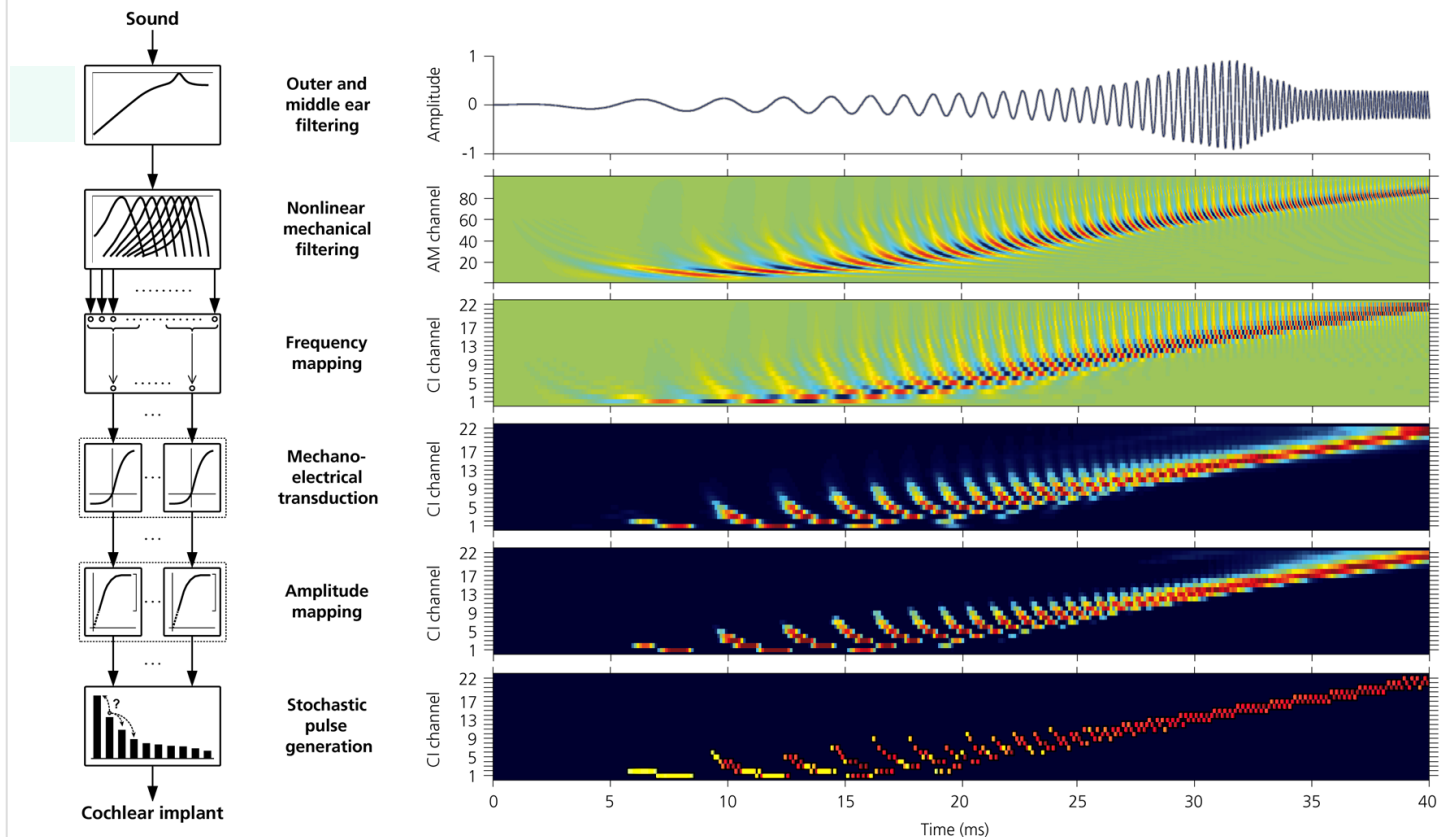 Sound
Outer and
middle ear
filtering
Amplitude
1
0
-1
Nonlinear
mechanical
filtering
AM channel
80
60
40
20
Frequency
mapping
CI channel
22
17
13
9
5
1
Mechano-
electrical
transduction
CI channel
22
17
13
9
5
1
Amplitude
mapping
CI channel
22
17
13
9
5
1
?
Stochastic
pulse
generation
CI channel
22
17
13
9
5
1
Cochlear implant
0 5 10 15 20 25 30 35 40
Time (ms)